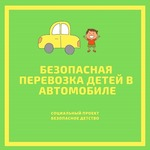 БЕЗОПАСНАЯ
ПЕРЕВОЗКА ДЕТЕЙ В
АВТОМОБИЛЕ
СОЦИАЛЬНЫЙ ПРОЕКТ
БЕЗОПАСНОЕ ДЕТСТВО